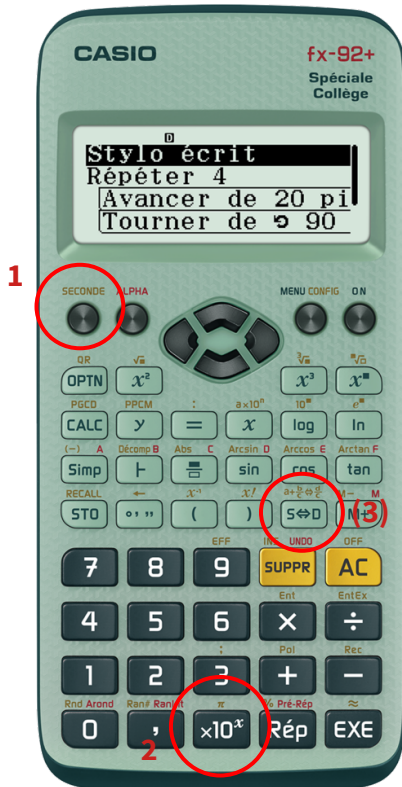 CASIO fx-92+
Spéciale
Collège
D
Stylo écrit
Répéter 4
Avancer de 20 pi
Tourner de ↺ 90
1
SECONDE ALPHA MENU CONFIG ON
QR √■ ³√■ ■√□
OPTN x² x³ x■
PGCD PPCM : a×10ⁿ 10■ e■
CALC y = x log ln
(−) A Décomp B Abs C Arcsin D Arccos E Arctan F
Simp ⊢ sin cos tan
RECALL ← x⁻¹ x! a+b/c⇔d/c M− M
STO ° ' " ( ) S⇔D M+
(3)
EFF INS UNDO OFF
7 8 9 SUPPR AC
Ent EntEx
4 5 6 × ÷
: Pol Rec
1 2 3 + −
Rnd Arond Ran# RanInt π % Pré-Rép ≈
0 , ×10ˣ Rép EXE
2